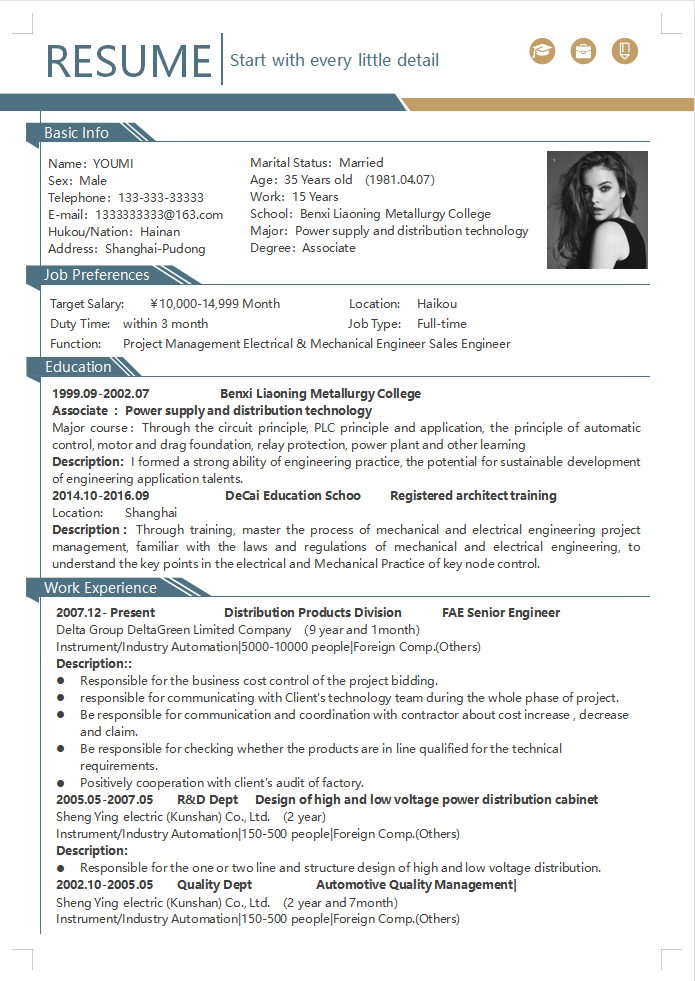 RESUME Start with every little detail
Basic Info
Name: YOUMI
Sex: Male
Telephone: 133-333-33333
E-mail: 1333333333@163.com
Hukou/Nation: Hainan
Address: Shanghai-Pudong
Marital Status: Married
Age: 35 Years old (1981.04.07)
Work: 15 Years
School: Benxi Liaoning Metallurgy College
Major: Power supply and distribution technology
Degree: Associate
Job Preferences
Target Salary: ¥10,000-14,999 Month Location: Haikou
Duty Time: within 3 month Job Type: Full-time
Function: Project Management Electrical & Mechanical Engineer Sales Engineer
Education
1999.09-2002.07 Benxi Liaoning Metallurgy College
Associate : Power supply and distribution technology
Major course: Through the circuit principle, PLC principle and application, the principle of automatic
control, motor and drag foundation, relay protection, power plant and other learning
Description: I formed a strong ability of engineering practice, the potential for sustainable development
of engineering application talents.
2014.10-2016.09 DeCai Education Schoo Registered architect training
Location: Shanghai
Description : Through training, master the process of mechanical and electrical engineering project
management, familiar with the laws and regulations of mechanical and electrical engineering, to
understand the key points in the electrical and Mechanical Practice of key node control.
Work Experience
2007.12- Present Distribution Products Division FAE Senior Engineer
Delta Group DeltaGreen Limited Company (9 year and 1month)
Instrument/Industry Automation|5000-10000 people|Foreign Comp.(Others)
Description::
● Responsible for the business cost control of the project bidding.
● responsible for communicating with Client's technology team during the whole phase of project.
● Be responsible for communication and coordination with contractor about cost increase , decrease
and claim.
● Be responsible for checking whether the products are in line qualified for the technical
requirements.
● Positively cooperation with client's audit of factory.
2005.05-2007.05 R&D Dept Design of high and low voltage power distribution cabinet
Sheng Ying electric (Kunshan) Co., Ltd. (2 year)
Instrument/Industry Automation|150-500 people|Foreign Comp.(Others)
Description:
● Responsible for the one or two line and structure design of high and low voltage distribution.
2002.10-2005.05 Quality Dept Automotive Quality Management|
Sheng Ying electric (Kunshan) Co., Ltd. (2 year and 7month)
Instrument/Industry Automation|150-500 people|Foreign Comp.(Others)